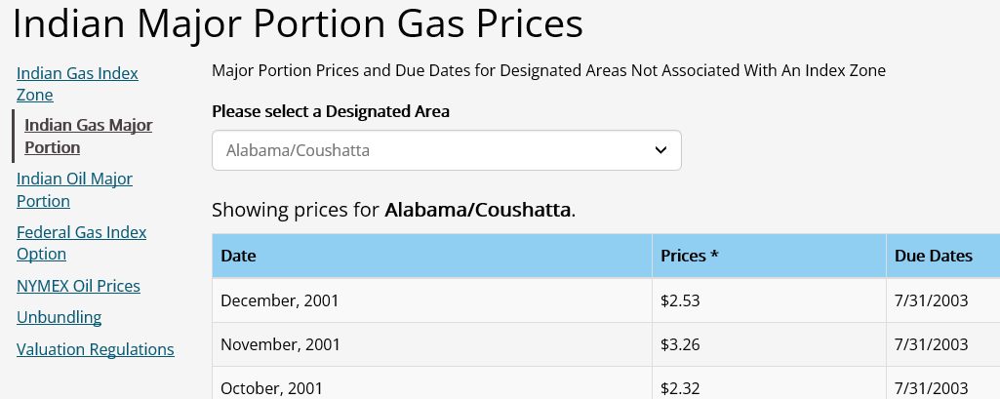 Indian Major Portion Gas Prices
Indian Gas Index
Zone
Indian Gas Major
Portion
Indian Oil Major
Portion
Federal Gas Index
Option
NYMEX Oil Prices
Unbundling
Valuation Regulations
Major Portion Prices and Due Dates for Designated Areas Not Associated With An Index Zone
Please select a Designated Area
Alabama/Coushatta
Showing prices for Alabama/Coushatta.
Date Prices * Due Dates
December, 2001 $2.53 7/31/2003
November, 2001 $3.26 7/31/2003
October, 2001 $2.32 7/31/2003